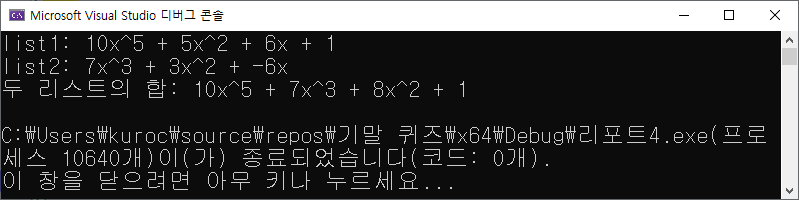 Microsoft Visual Studio 디버그 콘솔
list1: 10x^5 + 5x^2 + 6x + 1
list2: 7x^3 + 3x^2 + -6x
두 리스트의 합: 10x^5 + 7x^3 + 8x^2 + 1
C:₩Users₩kuroc₩source₩repos₩기말 퀴즈₩x64₩Debug₩리포트4.exe(프로
세스 10640개)이(가) 종료되었습니다(코드: 0개).
이 창을 닫으려면 아무 키나 누르세요...